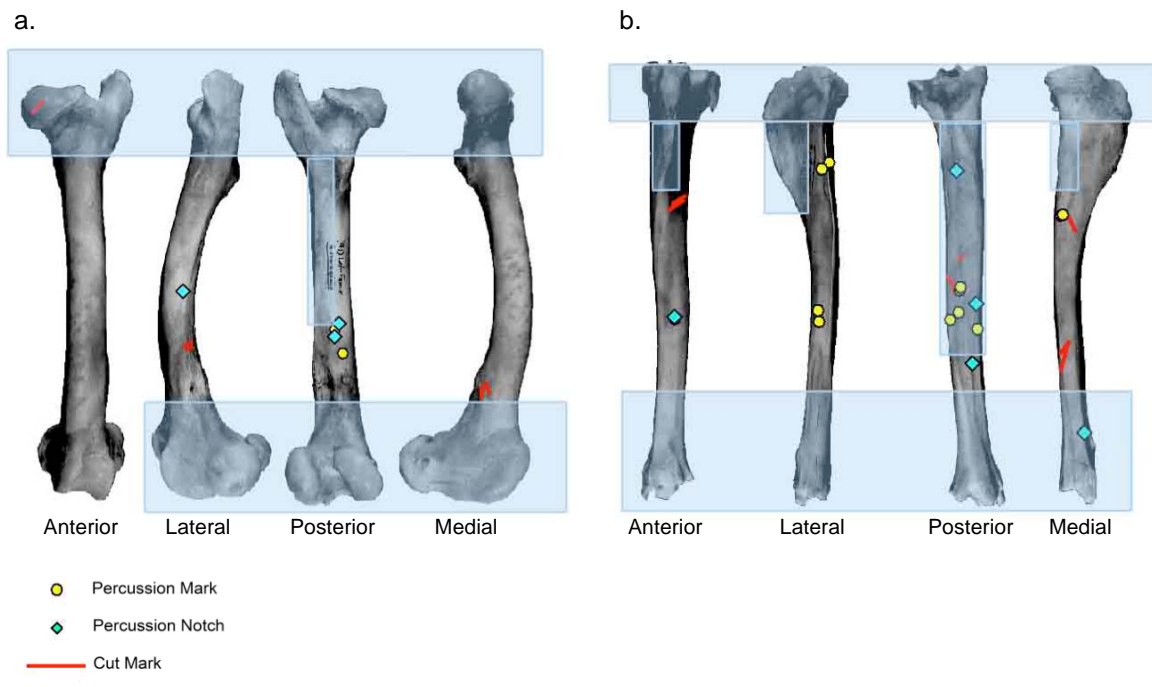 a.
b.
Anterior Lateral Posterior Medial
Anterior Lateral Posterior Medial
Percussion Mark
Percussion Notch
Cut Mark